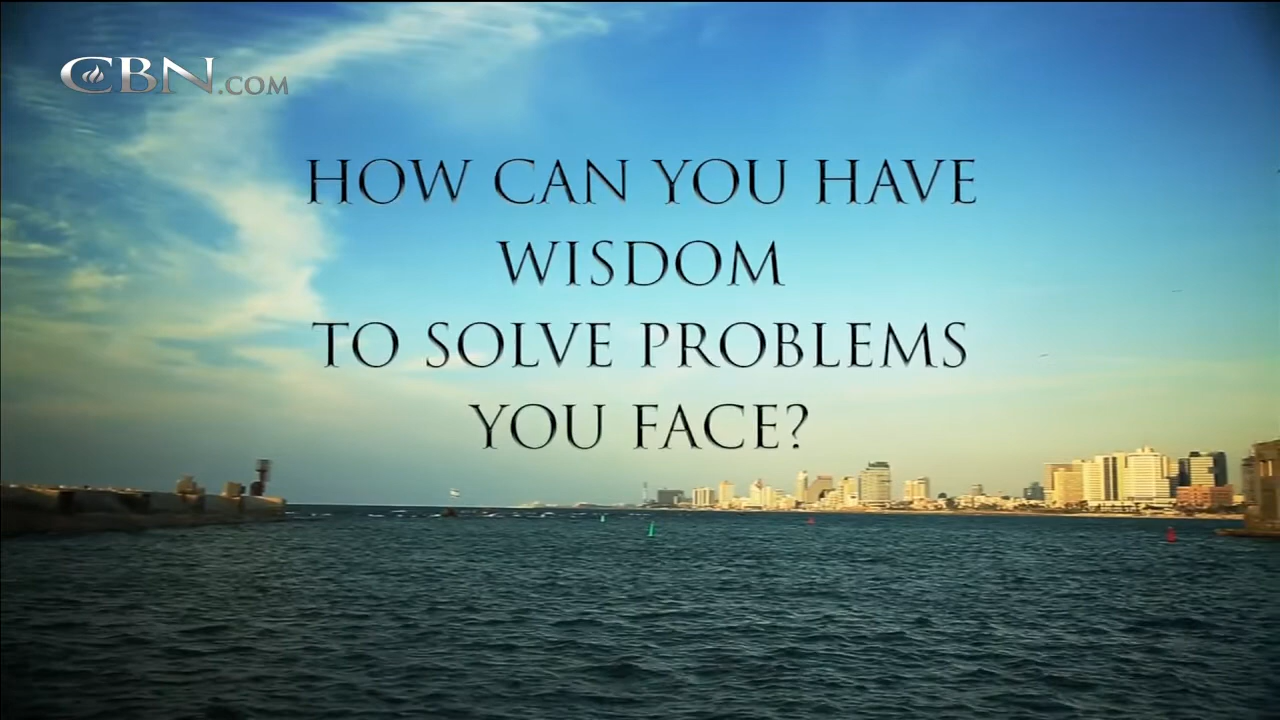 CBN.COM
HOW CAN YOU HAVE
WISDOM
TO SOLVE PROBLEMS
YOU FACE?